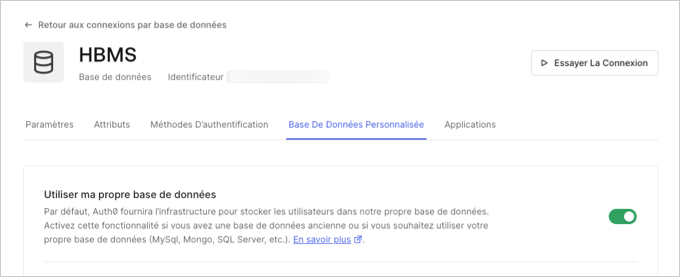 ← Retour aux connexions par base de données
HBMS
Base de données Identificateur
Essayer La Connexion
Paramètres Attributs Méthodes D'authentification Base De Données Personnalisée Applications
Utiliser ma propre base de données
Par défaut, Auth0 fournira l'infrastructure pour stocker les utilisateurs dans notre propre base de données.
Activez cette fonctionnalité si vous avez une base de données ancienne ou si vous souhaitez utiliser votre
propre base de données (MySql, Mongo, SQL Server, etc.). En savoir plus.